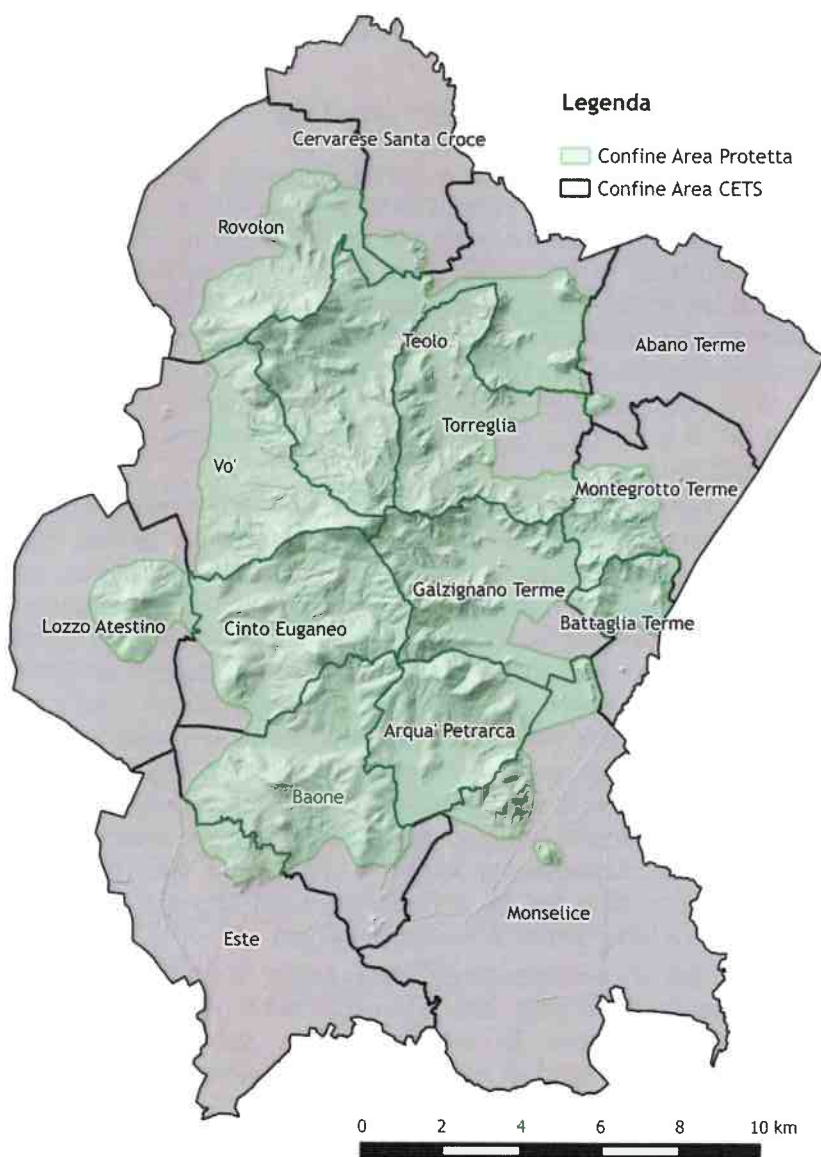 Legenda
Confine Area Protetta
Confine Area CETS
Cervarese Santa Croce
Rovolon
Teolo
Abano Terme
Torreglia
Vo'
Montegrotto Terme
Galzignano Terme
Lozzo Atestino
Cinto Euganeo
Battaglia Terme
Arqua' Petrarca
Baone
Monselice
Este
0 2 4 6 8 10 km